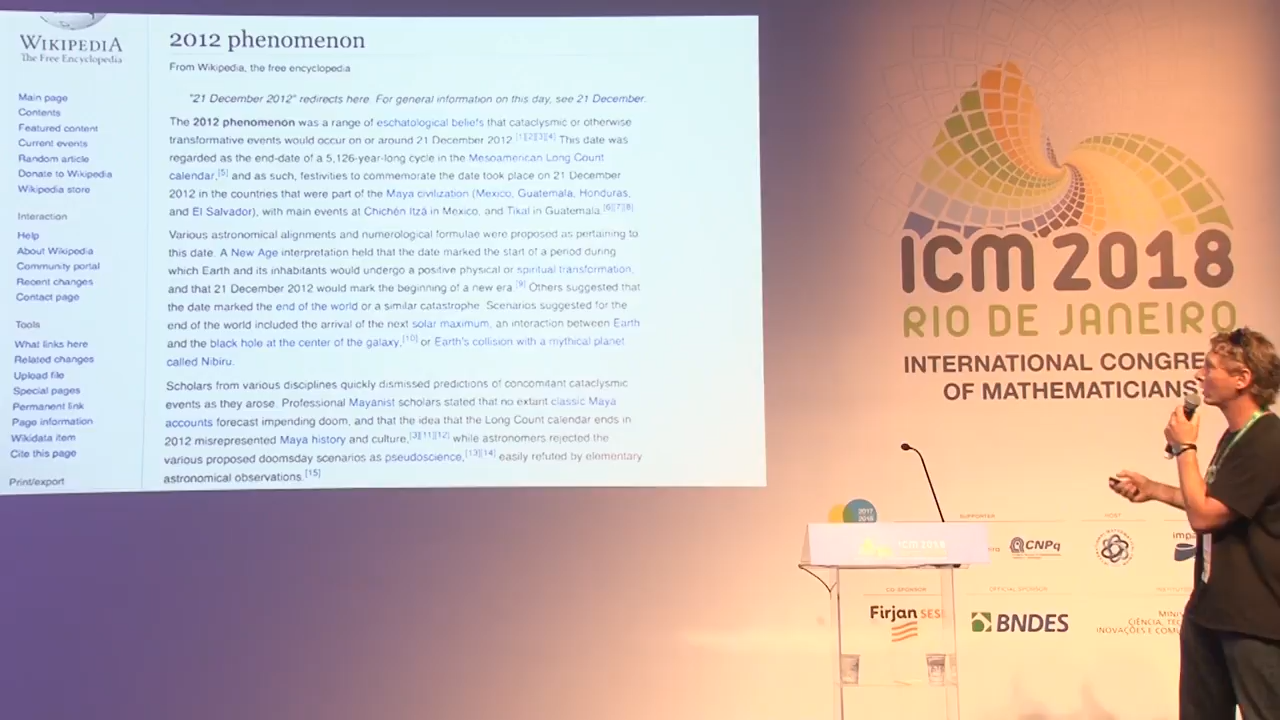 WIKIPEDIA
The Free Encyclopedia
Main page
Contents
Featured content
Current events
Random article
Donate to Wikipedia
Wikipedia store
Interaction
Help
About Wikipedia
Community portal
Recent changes
Contact page
Tools
What links here
Related changes
Upload file
Special pages
Permanent link
Page information
Wikidata item
Cite this page
Print/export
2012 phenomenon
From Wikipedia, the free encyclopedia
"21 December 2012" redirects here. For general information on this day, see 21 December.
The 2012 phenomenon was a range of eschatological beliefs that cataclysmic or otherwise
transformative events would occur on or around 21 December 2012.[1][2][3][4] This date was
regarded as the end-date of a 5,126-year-long cycle in the Mesoamerican Long Count
calendar,[5] and as such, festivities to commemorate the date took place on 21 December
2012 in the countries that were part of the Maya civilization (Mexico, Guatemala, Honduras,
and El Salvador), with main events at Chichén Itzá in Mexico, and Tikal in Guatemala.[6][7][8]
Various astronomical alignments and numerological formulae were proposed as pertaining to
this date. A New Age interpretation held that the date marked the start of a period during
which Earth and its inhabitants would undergo a positive physical or spiritual transformation,
and that 21 December 2012 would mark the beginning of a new era.[9] Others suggested that
the date marked the end of the world or a similar catastrophe. Scenarios suggested for the
end of the world included the arrival of the next solar maximum, an interaction between Earth
and the black hole at the center of the galaxy,[10] or Earth's collision with a mythical planet
called Nibiru.
Scholars from various disciplines quickly dismissed predictions of concomitant cataclysmic
events as they arose. Professional Mayanist scholars stated that no extant classic Maya
accounts forecast impending doom, and that the idea that the Long Count calendar ends in
2012 misrepresented Maya history and culture,[3][11][12] while astronomers rejected the
various proposed doomsday scenarios as pseudoscience,[13][14] easily refuted by elementary
astronomical observations.[15]
ICM 2018
RIO DE JANEIRO
INTERNATIONAL CONGRE
OF MATHEMATICIANS
2017
2018
SUPPORTER
HOST
ICM 2018
CNPq
impa
CO-SPONSOR
OFFICIAL SPONSOR
Firjan SESI
BNDES
MINIS
CIÊNCIA, TEC
INOVAÇÕES E COMU